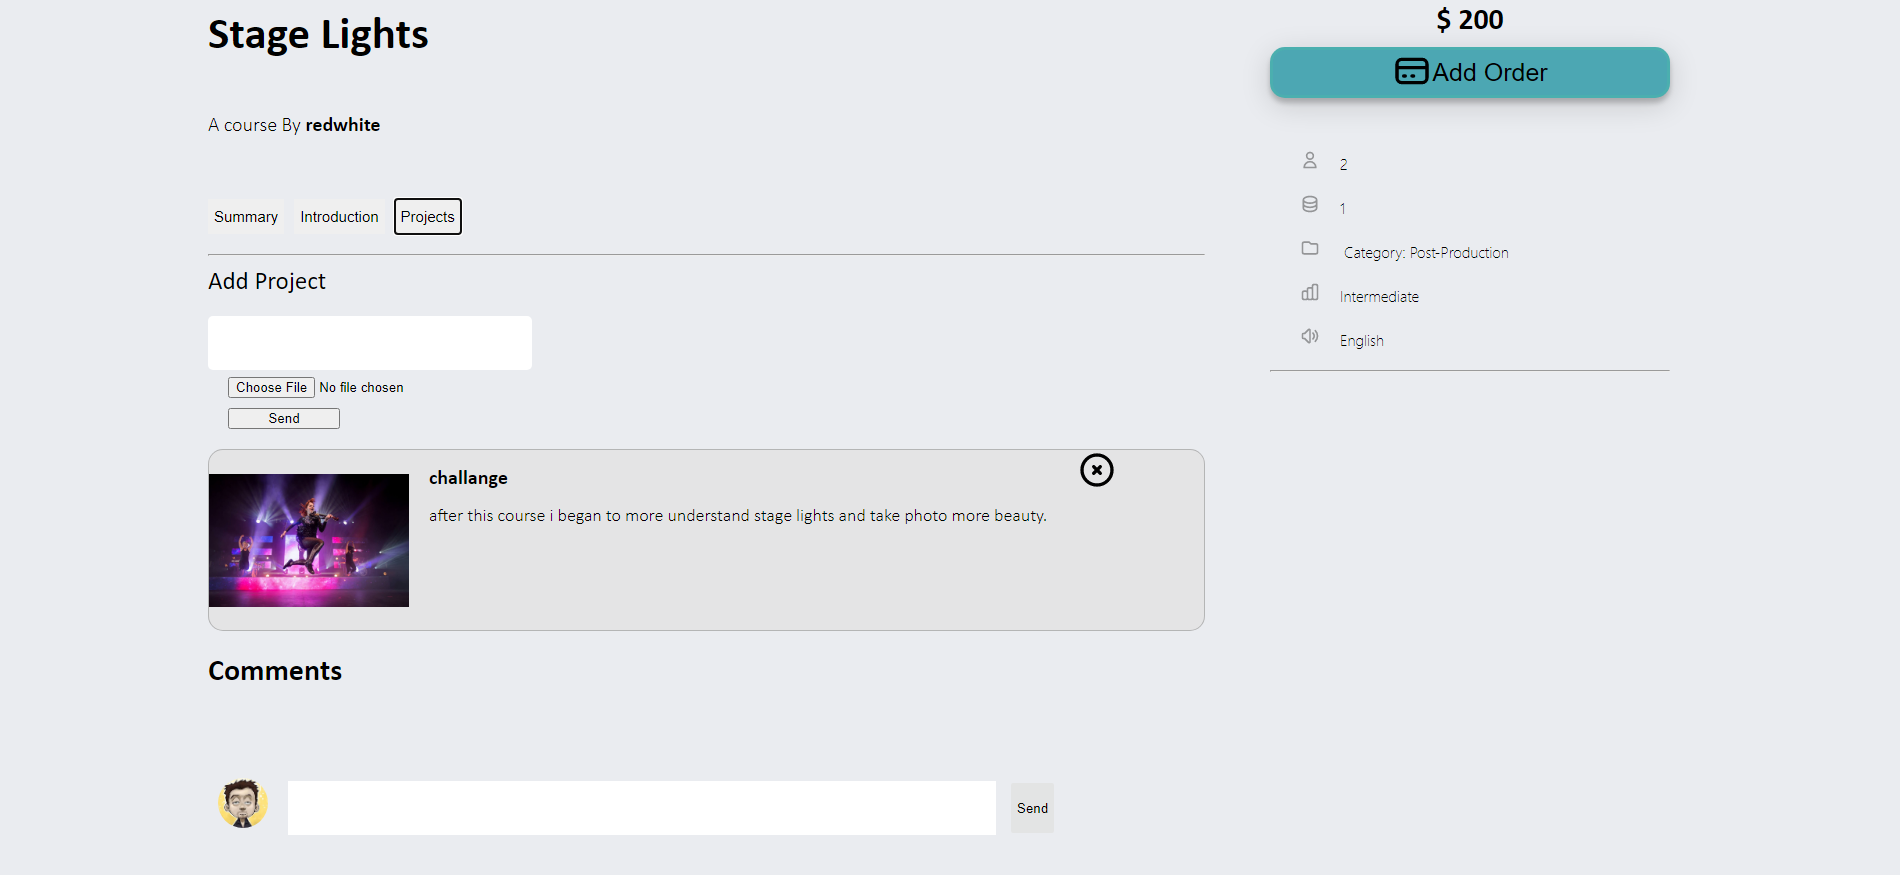 Stage Lights
A course By redwhite
Summary Introduction Projects
Add Project
Choose File No file chosen
Send
challange
after this course i began to more understand stage lights and take photo more beauty.
Comments
Send
$ 200
Add Order
2
1
Category: Post-Production
Intermediate
English